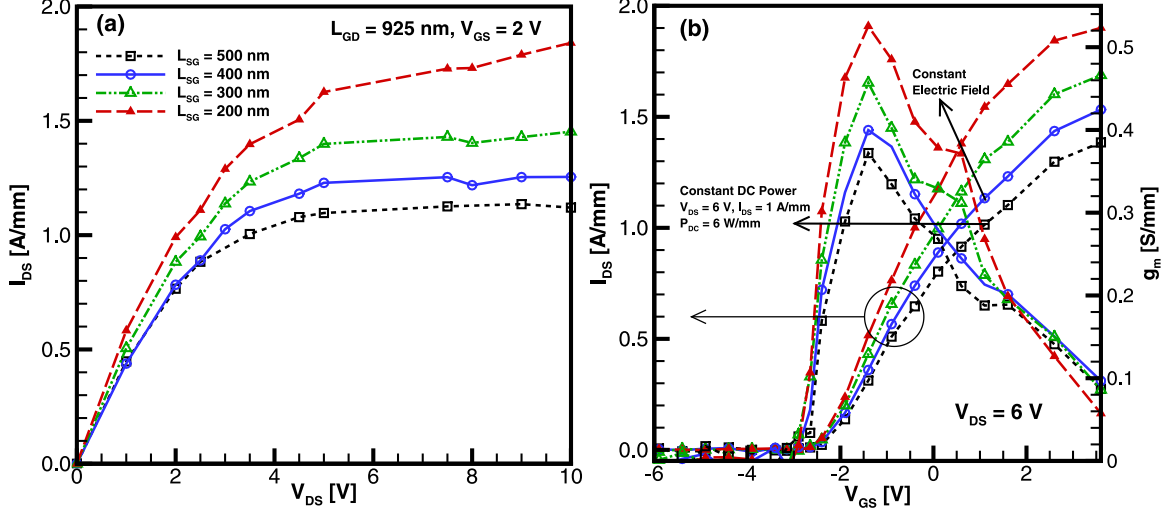 (a)
L_GD = 925 nm, V_GS = 2 V
L_SG = 500 nm
L_SG = 400 nm
L_SG = 300 nm
L_SG = 200 nm
I_DS [A/mm]
2.0
1.5
1.0
0.5
0.0
0
2
4
6
8
10
V_DS [V]
(b)
Constant
Electric Field
Constant DC Power
V_DS = 6 V, I_DS = 1 A/mm
P_DC = 6 W/mm
V_DS = 6 V
I_DS [A/mm]
2.0
1.5
1.0
0.5
0.0
-6
-4
-2
0
2
V_GS [V]
0.5
0.4
0.3
0.2
0.1
0
g_m [S/mm]